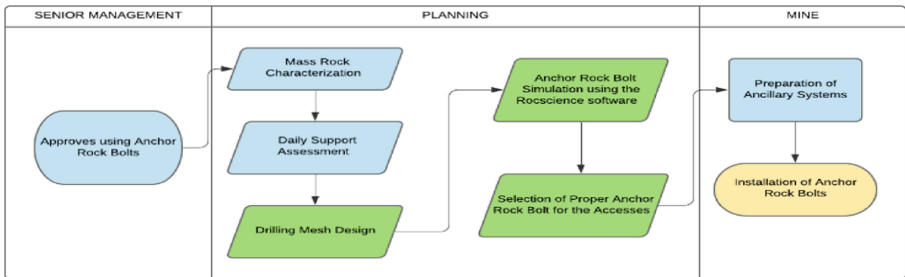 SENIOR MANAGEMENT
PLANNING
MINE
Approves using Anchor
Rock Bolts
Mass Rock
Characterization
Daily Support
Assessment
Drilling Mesh Design
Anchor Rock Bolt
Simulation using the
Rocscience software
Selection of Proper Anchor
Rock Bolt for the Accesses
Preparation of
Ancillary Systems
Installation of Anchor
Rock Bolts